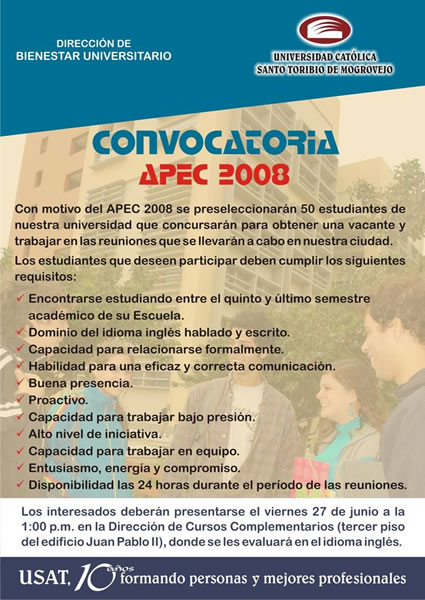 DIRECCIÓN DE
BIENESTAR UNIVERSITARIO
UNIVERSIDAD CATÓLICA
SANTO TORIBIO DE MOGROVEJO
CONVOCATORIA
APEC 2008
Con motivo del APEC 2008 se preseleccionarán 50 estudiantes de
nuestra universidad que concursarán para obtener una vacante y
trabajar en las reuniones que se llevarán a cabo en nuestra ciudad.
Los estudiantes que deseen participar deben cumplir los siguientes
requisitos:
✓ Encontrarse estudiando entre el quinto y último semestre
académico de su Escuela.
✓ Dominio del idioma inglés hablado y escrito.
✓ Capacidad para relacionarse formalmente.
✓ Habilidad para una eficaz y correcta comunicación.
✓ Buena presencia.
✓ Proactivo.
✓ Capacidad para trabajar bajo presión.
✓ Alto nivel de iniciativa.
✓ Capacidad para trabajar en equipo.
✓ Entusiasmo, energía y compromiso.
✓ Disponibilidad las 24 horas durante el período de las reuniones.
Los interesados deberán presentarse el viernes 27 de junio a la
1:00 p.m. en la Dirección de Cursos Complementarios (tercer piso
del edificio Juan Pablo II), donde se les evaluará en el idioma inglés.
USAT, 10 años formando personas y mejores profesionales